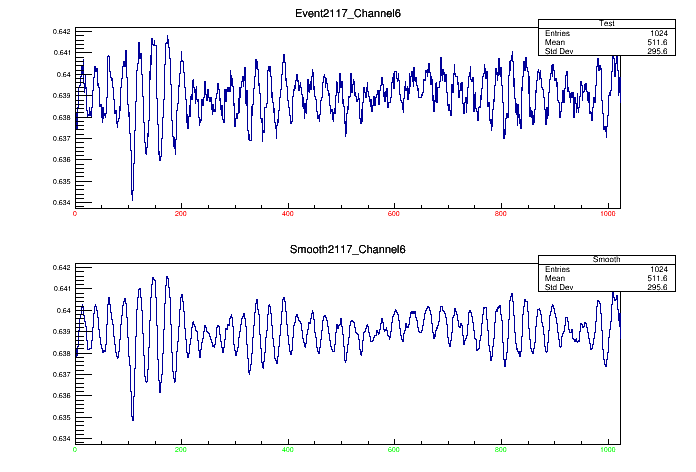 Event2117_Channel6
Test
Entries 1024
Mean 511.6
Std Dev 295.6
0.642
0.641
0.64
0.639
0.638
0.637
0.636
0.635
0.634
0 200 400 600 800 1000
Smooth2117_Channel6
Smooth
Entries 1024
Mean 511.6
Std Dev 295.6
0.642
0.641
0.64
0.639
0.638
0.637
0.636
0.635
0.634
0 200 400 600 800 1000